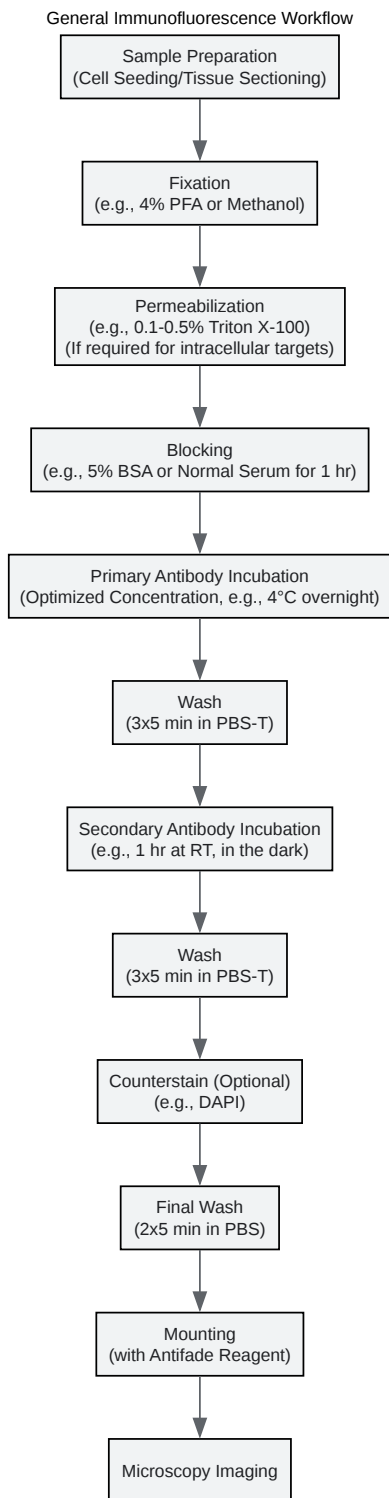 General Immunofluorescence Workflow
Sample Preparation
(Cell Seeding/Tissue Sectioning)
Fixation
(e.g., 4% PFA or Methanol)
Permeabilization
(e.g., 0.1-0.5% Triton X-100)
(If required for intracellular targets)
Blocking
(e.g., 5% BSA or Normal Serum for 1 hr)
Primary Antibody Incubation
(Optimized Concentration, e.g., 4°C overnight)
Wash
(3x5 min in PBS-T)
Secondary Antibody Incubation
(e.g., 1 hr at RT, in the dark)
Wash
(3x5 min in PBS-T)
Counterstain (Optional)
(e.g., DAPI)
Final Wash
(2x5 min in PBS)
Mounting
(with Antifade Reagent)
Microscopy Imaging